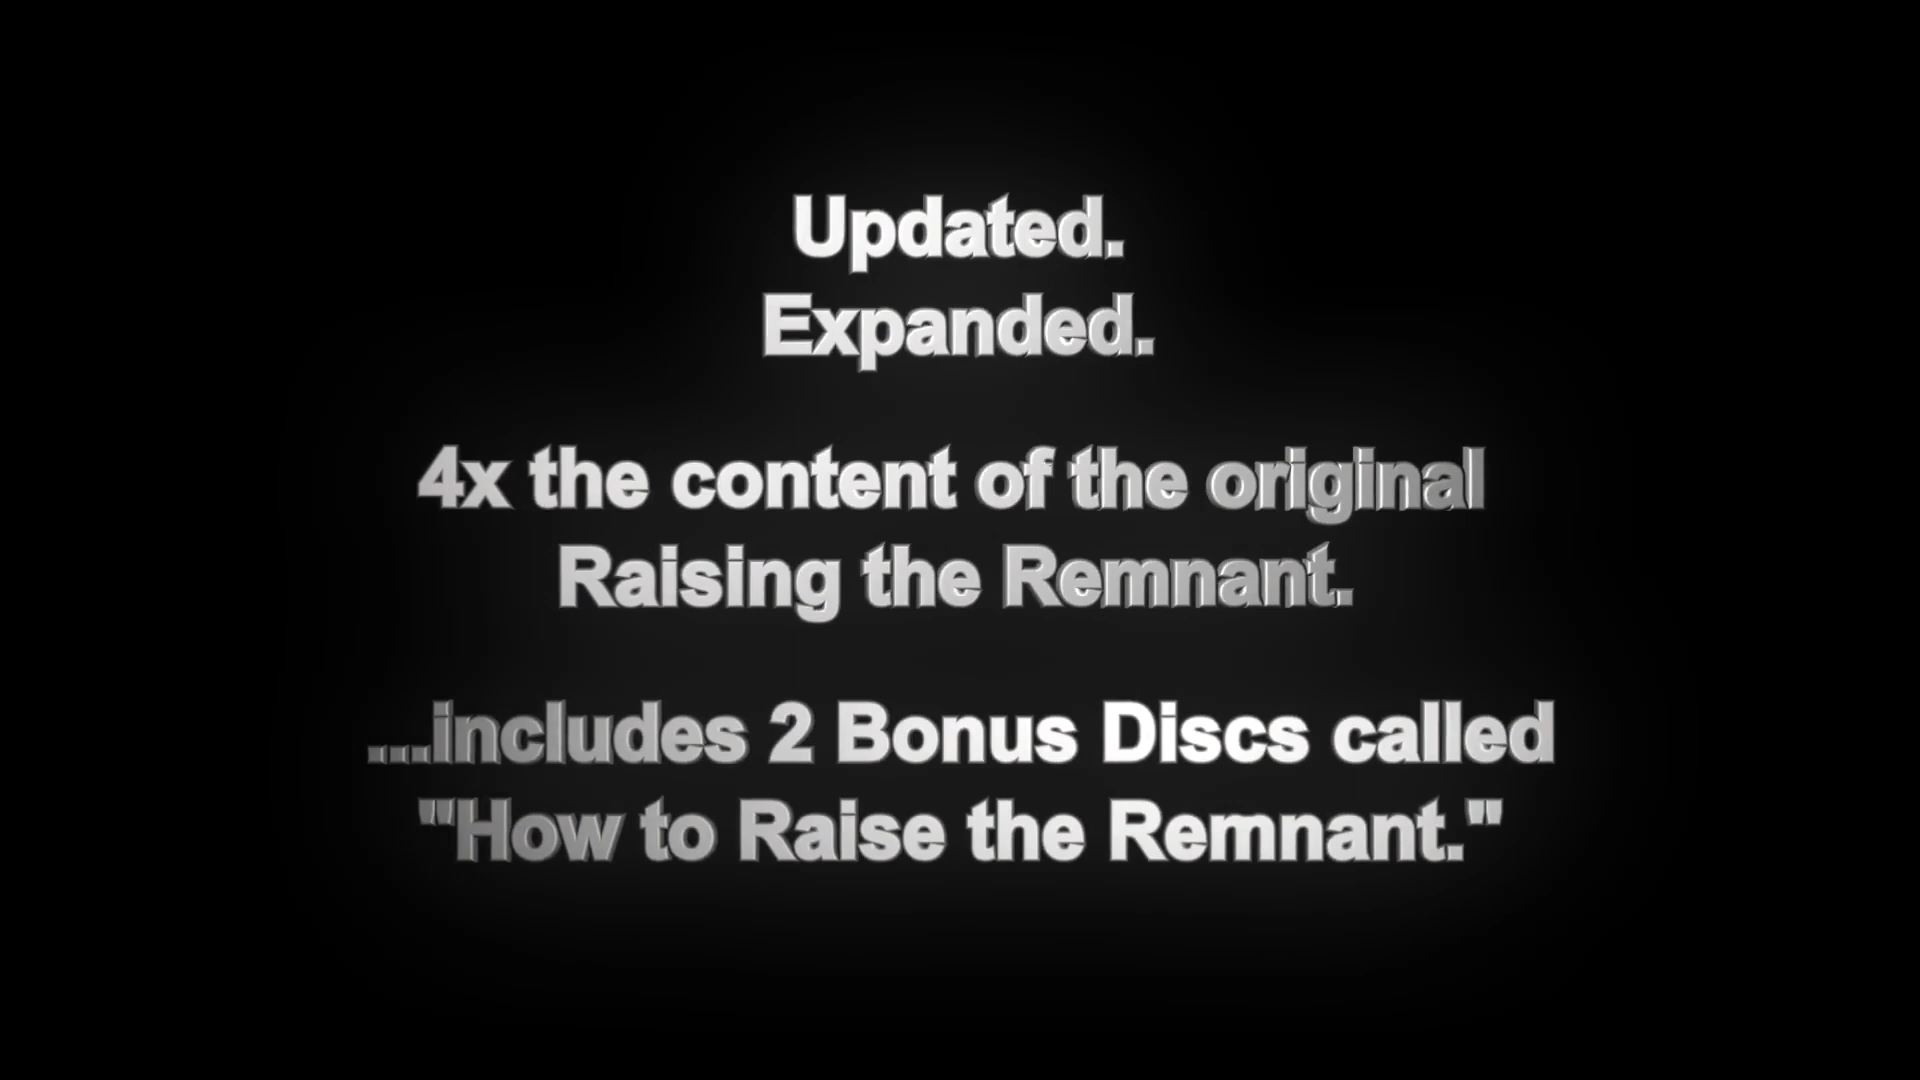 Updated.
Expanded.
4x the content of the original
Raising the Remnant.
...includes 2 Bonus Discs called
"How to Raise the Remnant."